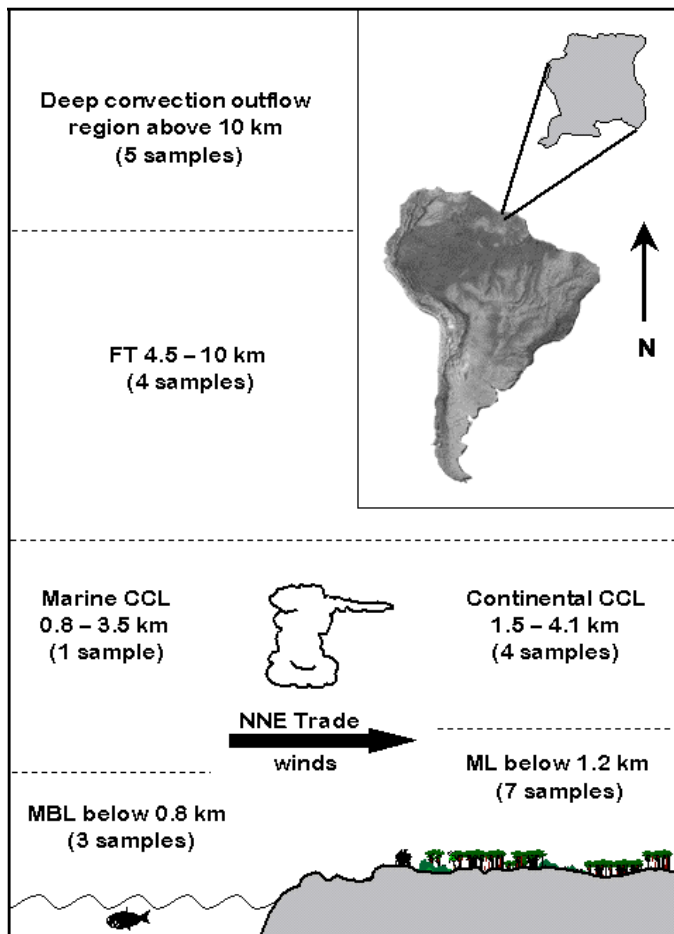 Deep convection outflow
region above 10 km
(5 samples)
N
FT 4.5 – 10 km
(4 samples)
Marine CCL
0.8 – 3.5 km
(1 sample)
Continental CCL
1.5 – 4.1 km
(4 samples)
NNE Trade
winds
ML below 1.2 km
(7 samples)
MBL below 0.8 km
(3 samples)